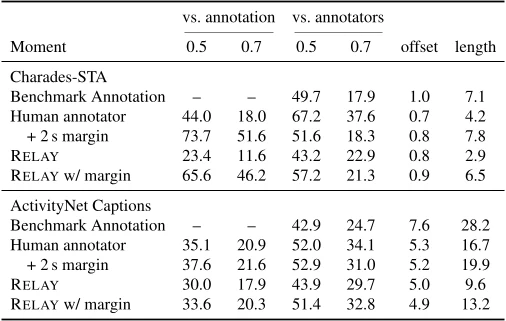 vs. annotation vs. annotators
Moment 0.5 0.7 0.5 0.7 offset length
Charades-STA
Benchmark Annotation – – 49.7 17.9 1.0 7.1
Human annotator 44.0 18.0 67.2 37.6 0.7 4.2
+ 2 s margin 73.7 51.6 51.6 18.3 0.8 7.8
RELAY 23.4 11.6 43.2 22.9 0.8 2.9
RELAY w/ margin 65.6 46.2 57.2 21.3 0.9 6.5
ActivityNet Captions
Benchmark Annotation – – 42.9 24.7 7.6 28.2
Human annotator 35.1 20.9 52.0 34.1 5.3 16.7
+ 2 s margin 37.6 21.6 52.9 31.0 5.2 19.9
RELAY 30.0 17.9 43.9 29.7 5.0 9.6
RELAY w/ margin 33.6 20.3 51.4 32.8 4.9 13.2